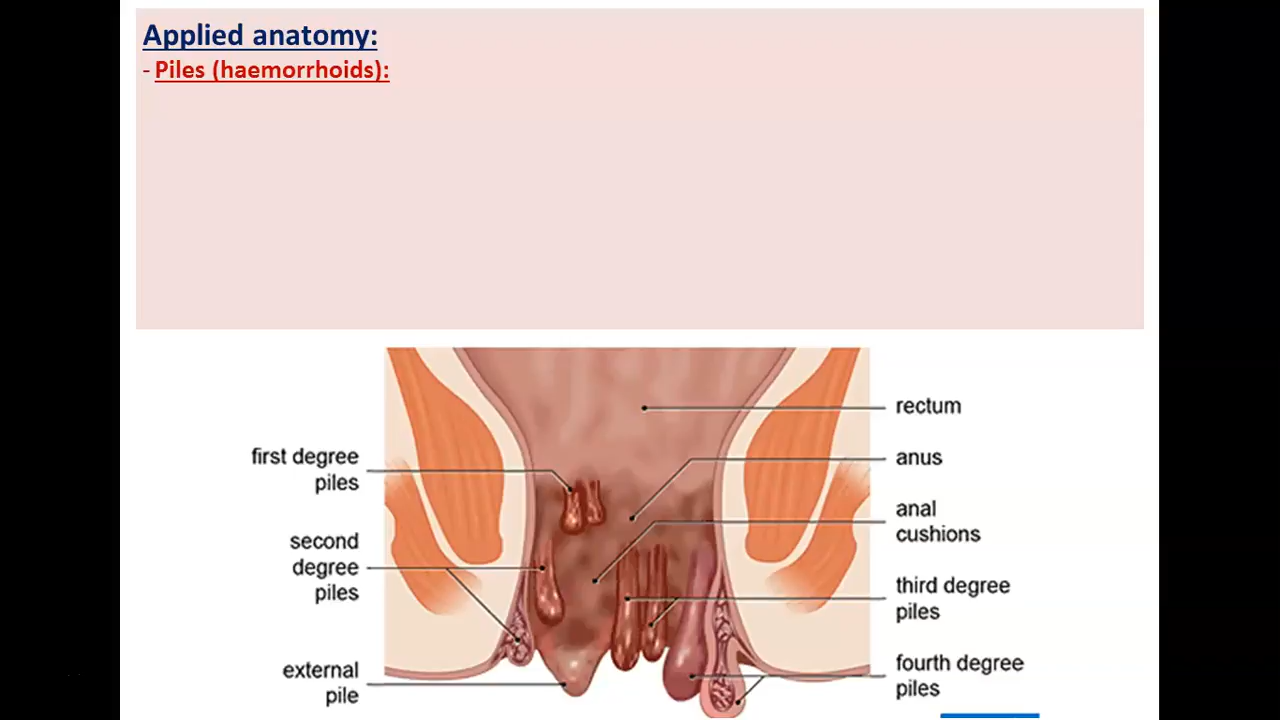 Applied anatomy:
- Piles (haemorrhoids):
rectum
first degree
piles
anus
anal
cushions
second
degree
piles
third degree
piles
external
pile
fourth degree
piles